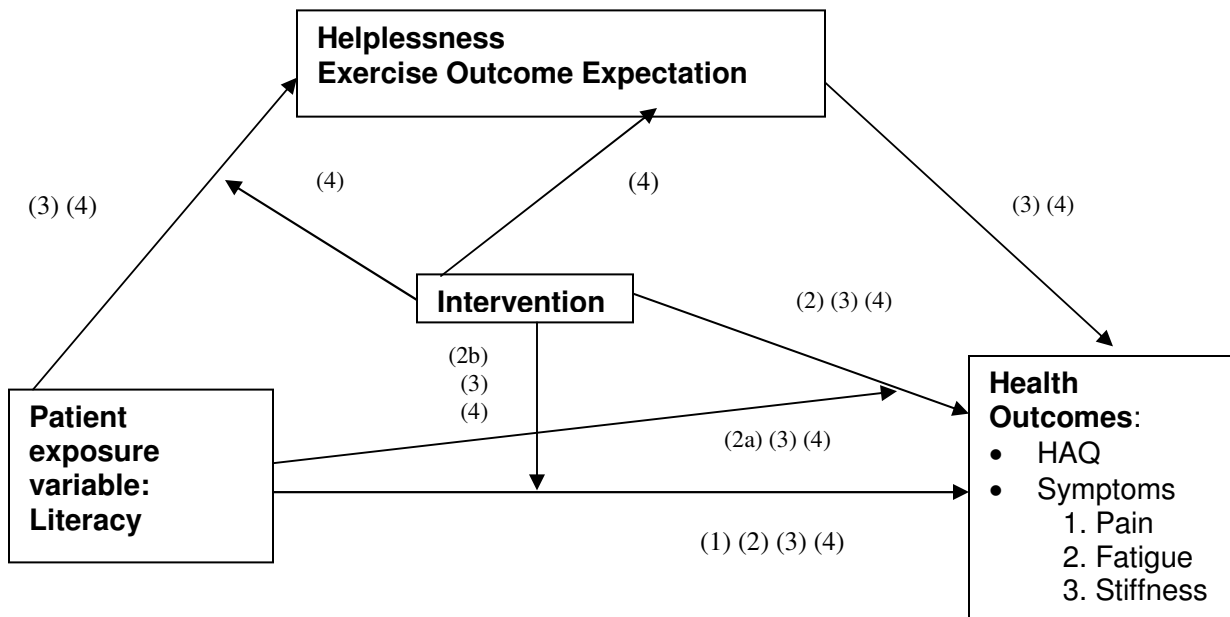 Helplessness
Exercise Outcome Expectation
(3) (4)
(4)
(4)
(3) (4)
Intervention
(2) (3) (4)
(2b)
(3)
(4)
Patient
exposure
variable:
Literacy
(2a) (3) (4)
(1) (2) (3) (4)
Health
Outcomes:
• HAQ
• Symptoms
1. Pain
2. Fatigue
3. Stiffness